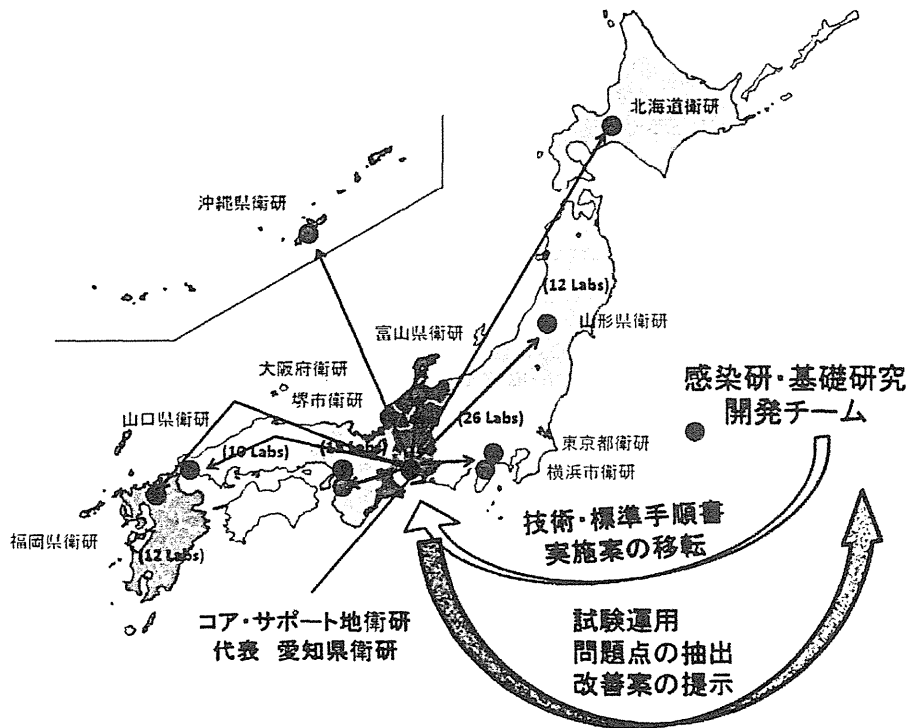 北海道衛研
沖縄県衛研
(12 Labs)
山形県衛研
富山県衛研
大阪府衛研
堺市衛研
山口県衛研
(26 Labs)
(10 Labs)
感染研・基礎研究
開発チーム
東京都衛研
横浜市衛研
福岡県衛研
(12 Labs)
技術・標準手順書
実施案の移転
コア・サポート地衛研
代表 愛知県衛研
試験運用
問題点の抽出
改善案の提示